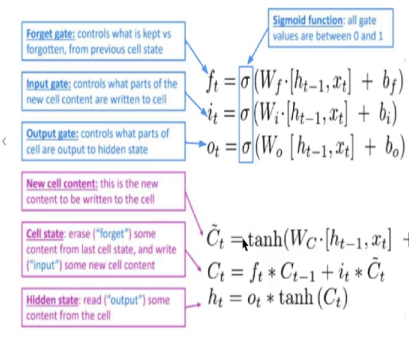 Sigmoid function: all gate
values are between 0 and 1
Forget gate: controls what is kept vs
forgotten, from previous cell state
f_t = σ(W_f·[h_{t−1}, x_t] + b_f)
Input gate: controls what parts of the
new cell content are written to cell
i_t = σ(W_i·[h_{t−1}, x_t] + b_i)
Output gate: controls what parts of
cell are output to hidden state
o_t = σ(W_o [h_{t−1}, x_t] + b_o)
New cell content: this is the new
content to be written to the cell
C̃_t = tanh(W_C·[h_{t−1}, x_t] +
Cell state: erase ("forget") some
content from last cell state, and write
("input") some new cell content
C_t = f_t * C_{t−1} + i_t * C̃_t
Hidden state: read ("output") some
content from the cell
h_t = o_t * tanh (C_t)